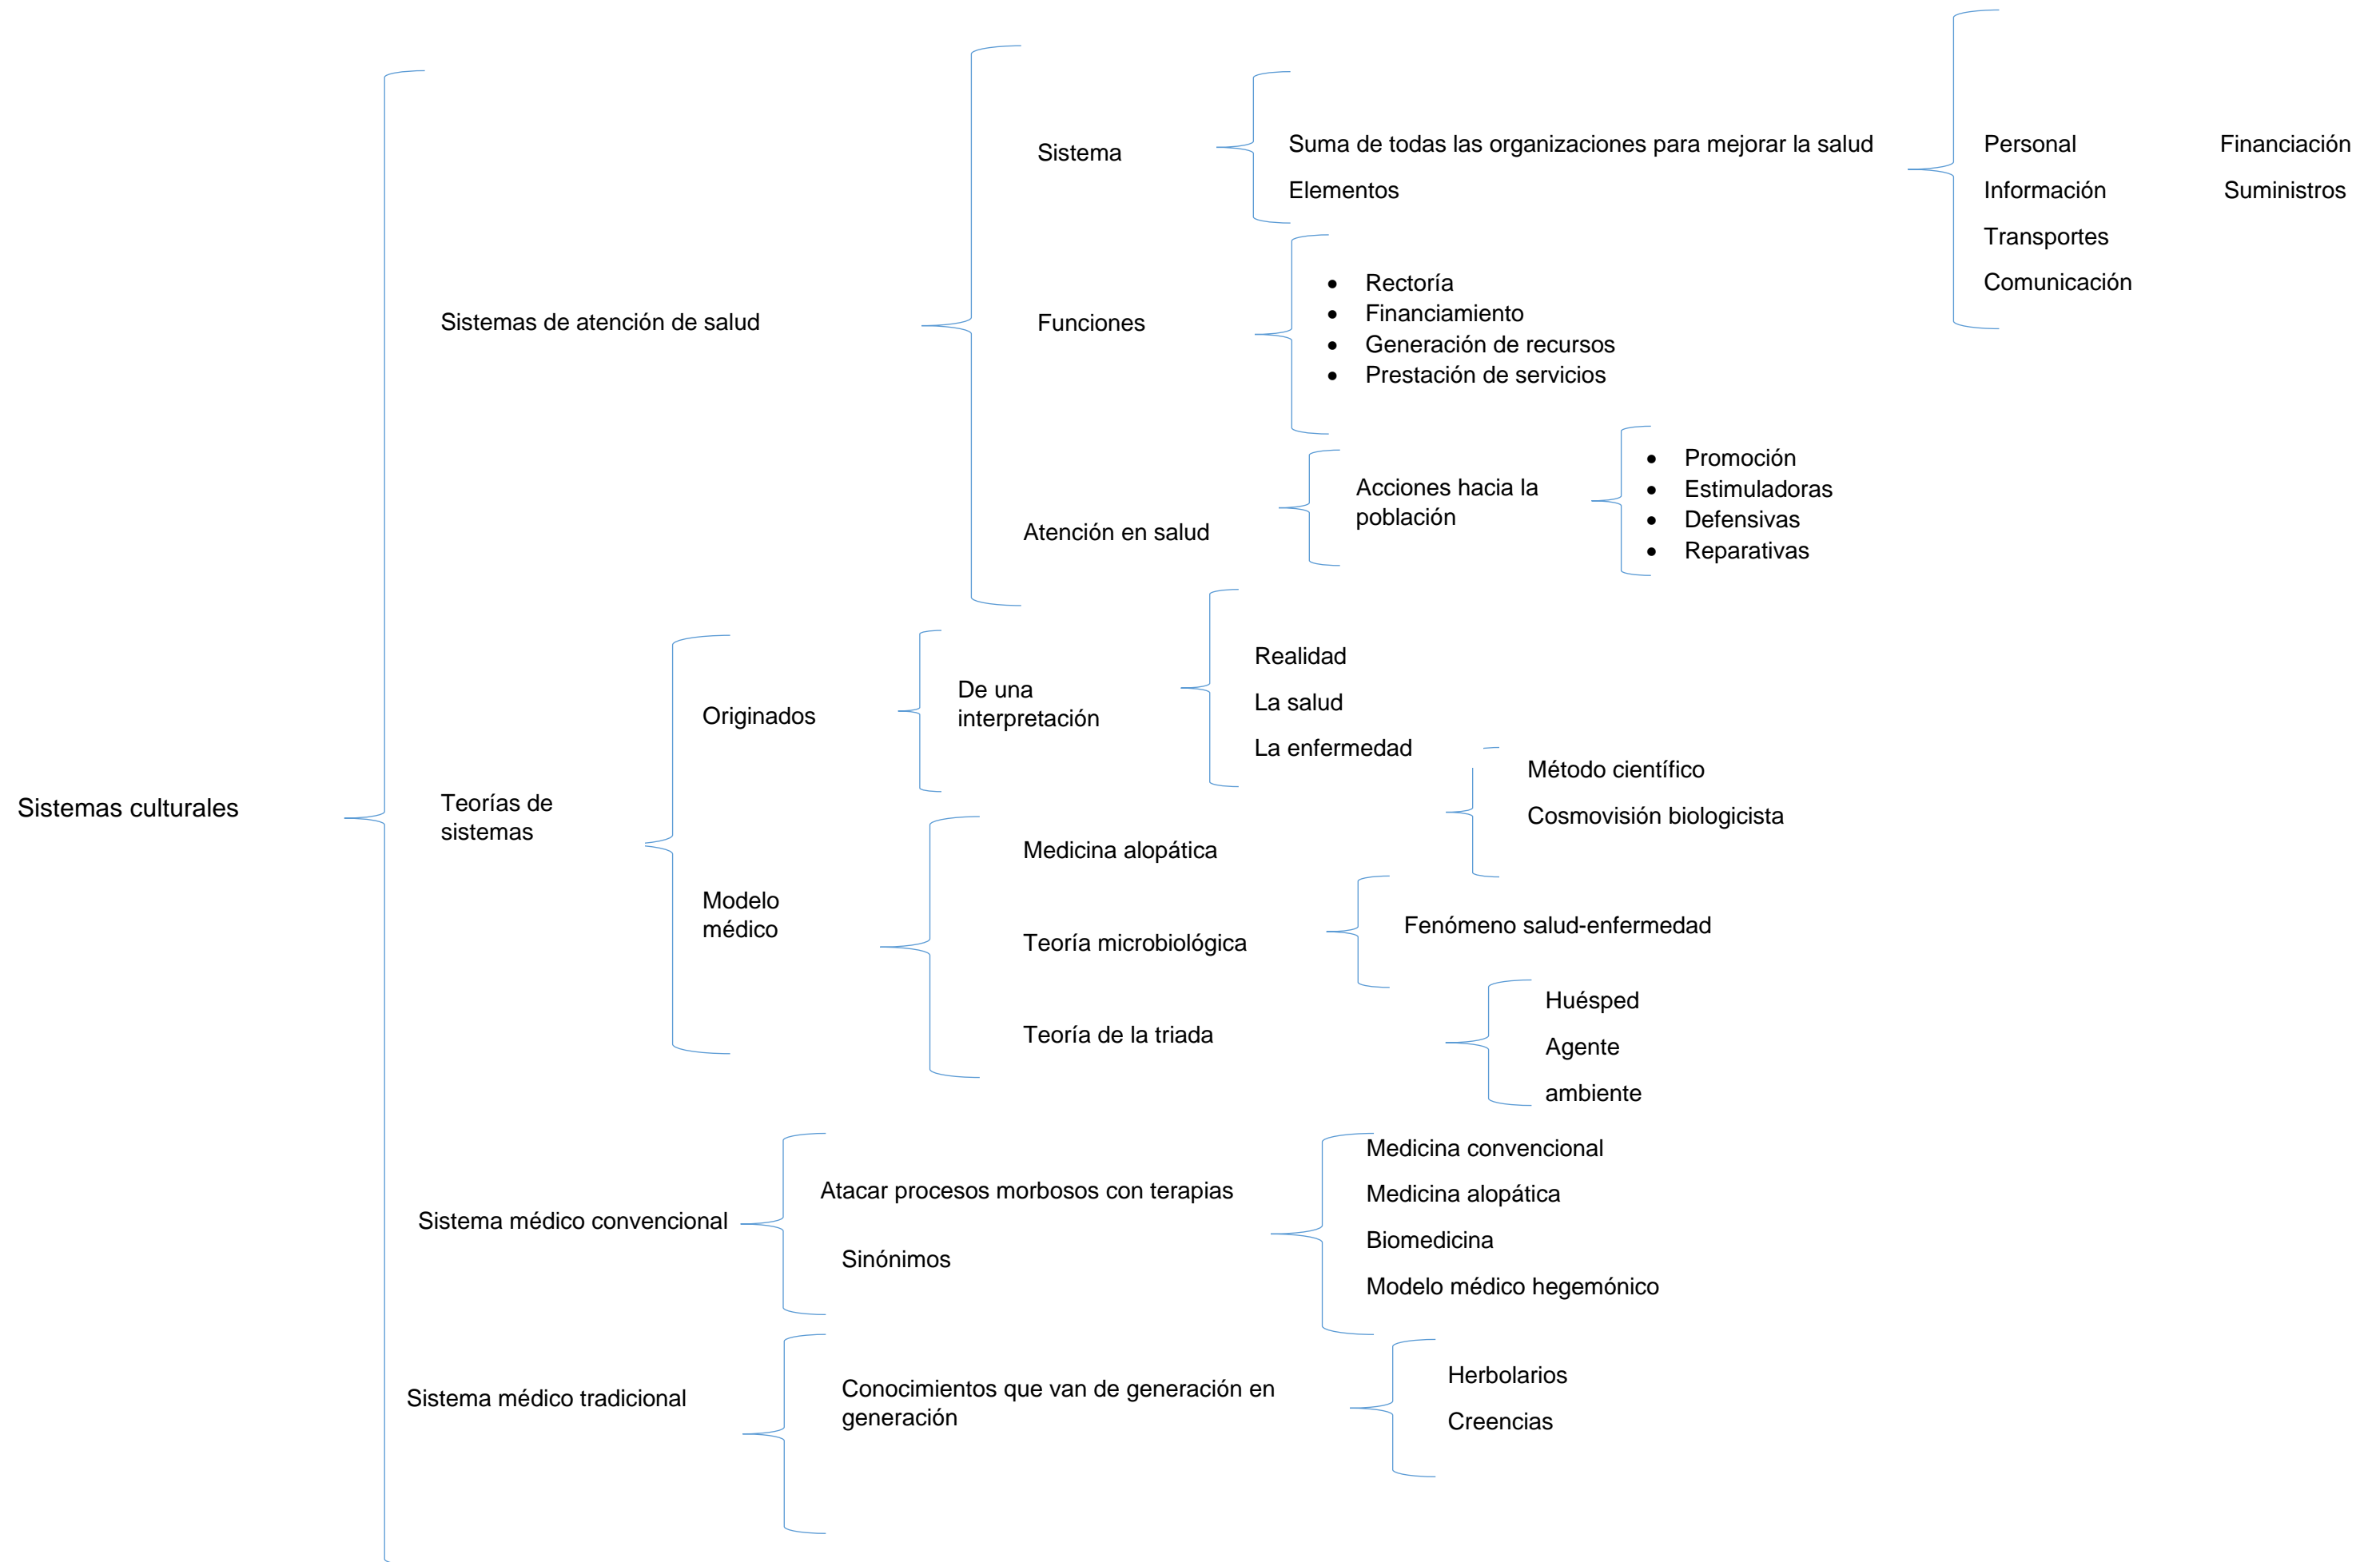 Sistemas culturales
Sistemas de atención de salud
Sistema
Suma de todas las organizaciones para mejorar la salud
Elementos
Personal Financiación
Información Suministros
Transportes
Comunicación
Funciones
• Rectoría
• Financiamiento
• Generación de recursos
• Prestación de servicios
Atención en salud
Acciones hacia la
población
• Promoción
• Estimuladoras
• Defensivas
• Reparativas
Teorías de
sistemas
Originados
De una
interpretación
Realidad
La salud
La enfermedad
Modelo
médico
Medicina alopática
Método científico
Cosmovisión biologicista
Teoría microbiológica
Fenómeno salud-enfermedad
Teoría de la triada
Huésped
Agente
ambiente
Sistema médico convencional
Atacar procesos morbosos con terapias
Sinónimos
Medicina convencional
Medicina alopática
Biomedicina
Modelo médico hegemónico
Sistema médico tradicional
Conocimientos que van de generación en
generación
Herbolarios
Creencias